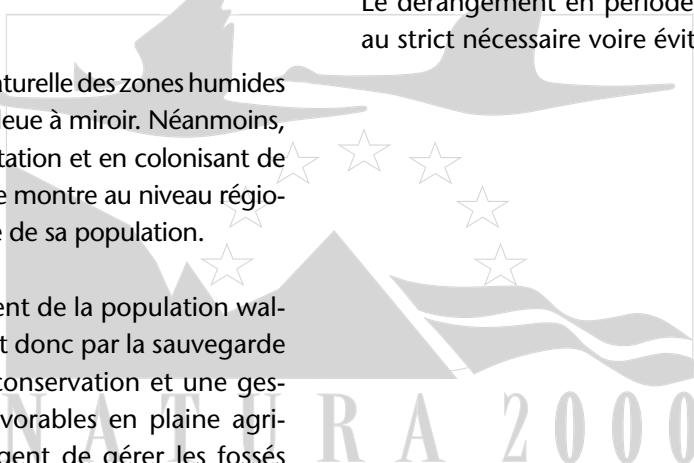 aturelle des zones humides
leue à miroir. Néanmoins,
tation et en colonisant de
e montre au niveau régio-
e de sa population.
ent de la population wal-
t donc par la sauvegarde
conservation et une ges-
vorables en plaine agri-
gent de gérer les fossés
Le dérangement en période
au strict nécessaire voire évit
NATURA 2000